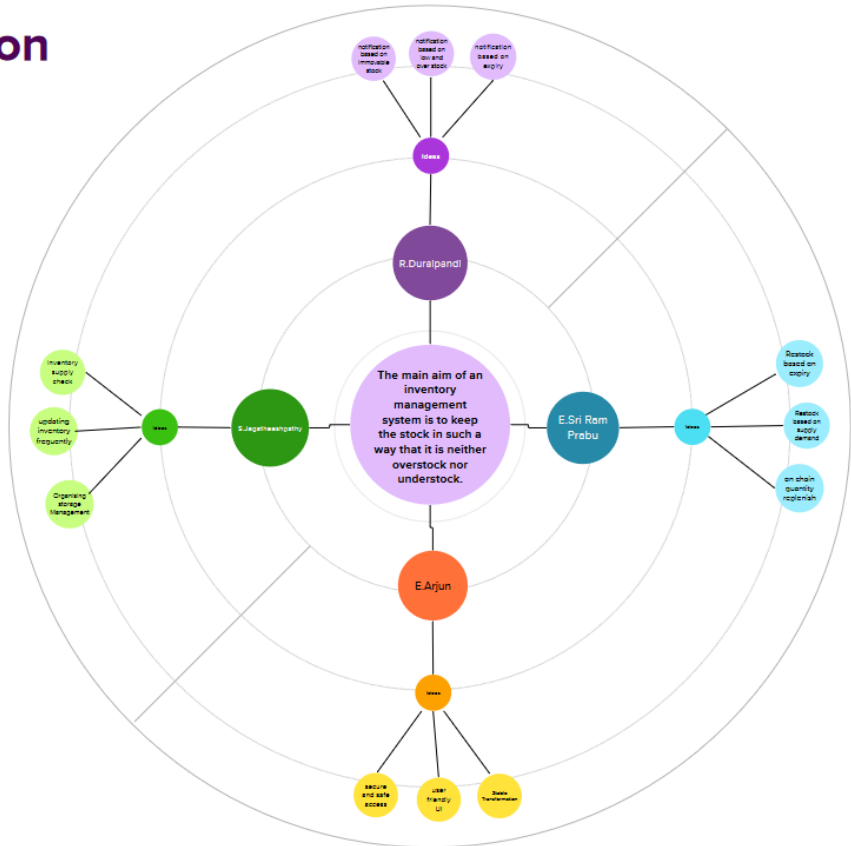 on
notification
based on
immovable
stock
notification
based on
low and
over stock
notification
based on
expiry
Ideas
R.Duraipandi
The main aim of an
inventory
management
system is to keep
the stock in such a
way that it is neither
overstock nor
understock.
S.Jagatheeshpathy
Ideas
Inventory
supply
check
updating
inventory
frequently
Organising
storage
Management
E.Sri Ram
Prabu
Ideas
Restock
based on
expiry
Restock
based on
supply
demand
on chain
quantity
replenish
E.Arjun
Ideas
secure
and safe
access
user
friendly
UI
Transformation